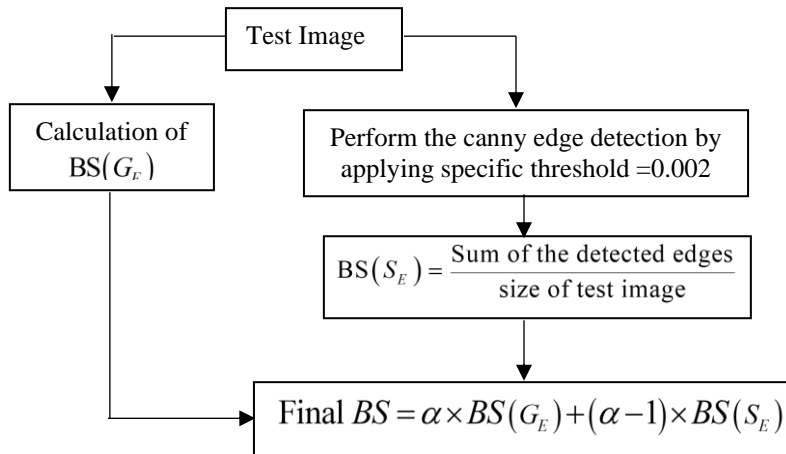 Test Image
Calculation of
BS(G_E)
Perform the canny edge detection by
applying specific threshold =0.002
BS(S_E) = Sum of the detected edges / size of test image
Final BS = α × BS(G_E) + (α − 1) × BS(S_E)